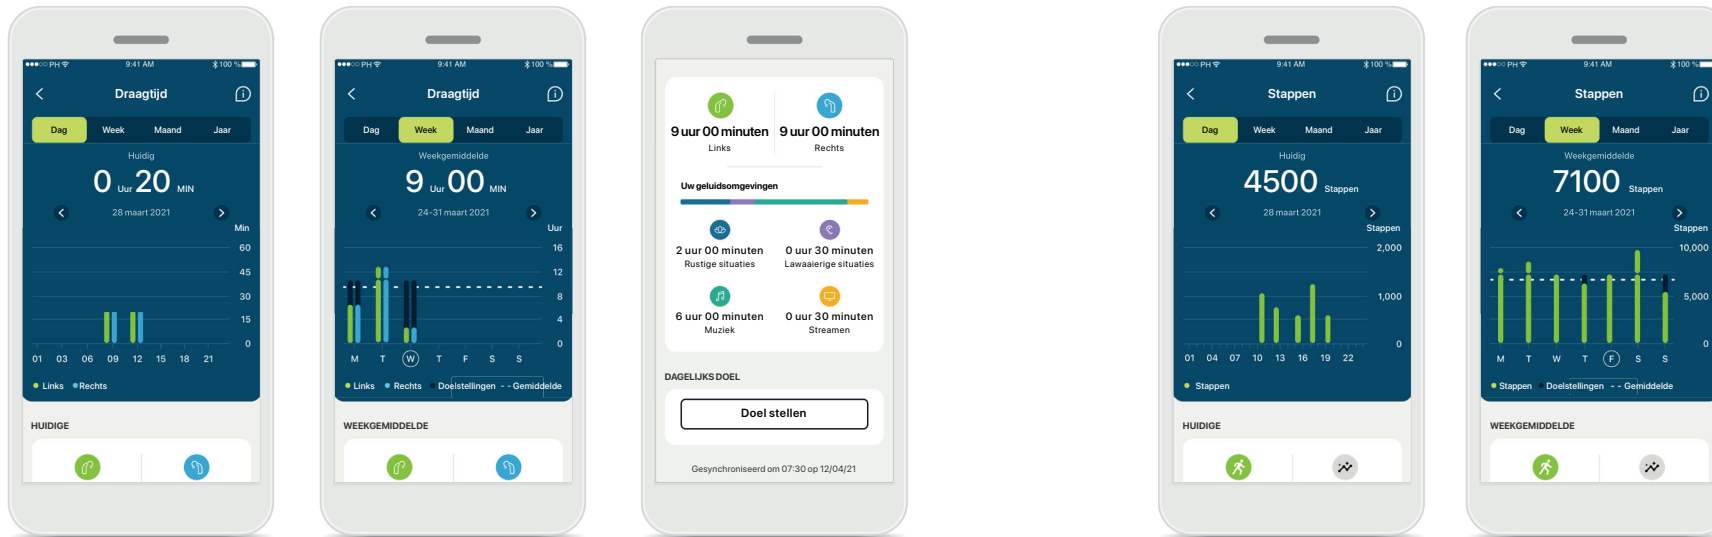 PH 9:41 AM 100 %
Draagtijd
Dag Week Maand Jaar
Huidig
0 Uur 20 MIN
28 maart 2021
Min
60
45
30
15
0
01 03 06 09 12 15 18 21
Links Rechts
HUIDIGE
PH 9:41 AM 100 %
Draagtijd
Dag Week Maand Jaar
Weekgemiddelde
9 Uur 00 MIN
24-31 maart 2021
Uur
16
12
8
4
0
M T W T F S S
Links Rechts Doelstellingen - - Gemiddelde
WEEKGEMIDDELDE
9 uur 00 minuten 9 uur 00 minuten
Links Rechts
Uw geluidsomgevingen
2 uur 00 minuten 0 uur 30 minuten
Rustige situaties Lawaaierige situaties
6 uur 00 minuten 0 uur 30 minuten
Muziek Streamen
DAGELIJKS DOEL
Doel stellen
Gesynchroniseerd om 07:30 op 12/04/21
PH 9:41 AM 100 %
Stappen
Dag Week Maand Jaar
Huidig
4500 Stappen
28 maart 2021
Stappen
2,000
1,000
0
01 04 07 10 13 16 19 22
Stappen
HUIDIGE
PH 9:41 AM 100 %
Stappen
Dag Week Maand Jaar
Weekgemiddelde
7100 Stappen
24-31 maart 2021
Stappen
10,000
5,000
0
M T W T F S S
Stappen Doelstellingen - - Gemiddelde
WEEKGEMIDDELDE